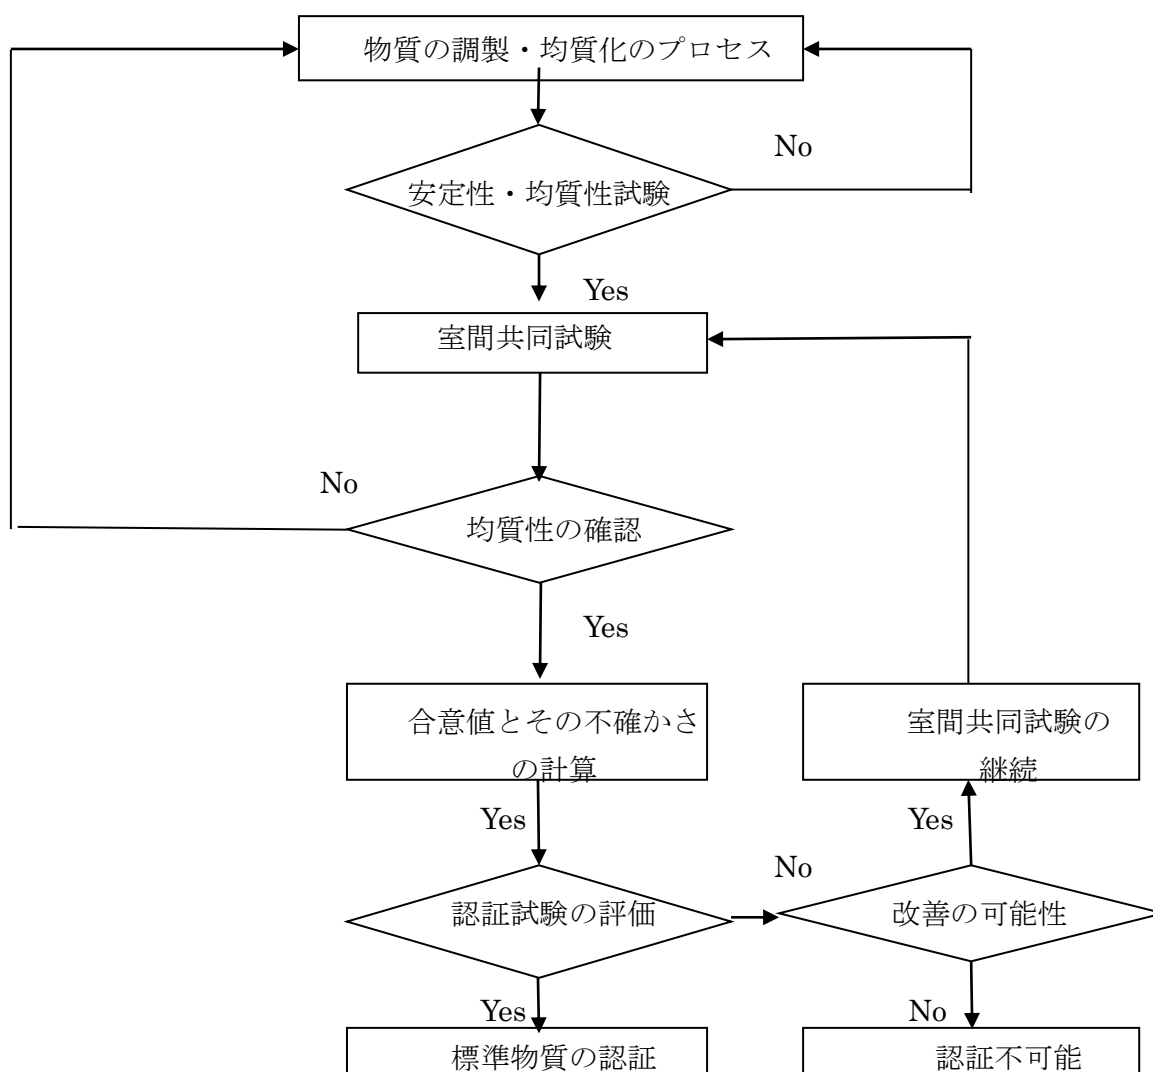 物質の調製・均質化のプロセス
No
安定性・均質性試験
Yes
室間共同試験
No
均質性の確認
Yes
合意値とその不確かさ
の計算
室間共同試験の
継続
Yes
Yes
No
認証試験の評価
改善の可能性
Yes
No
標準物質の認証
認証不可能